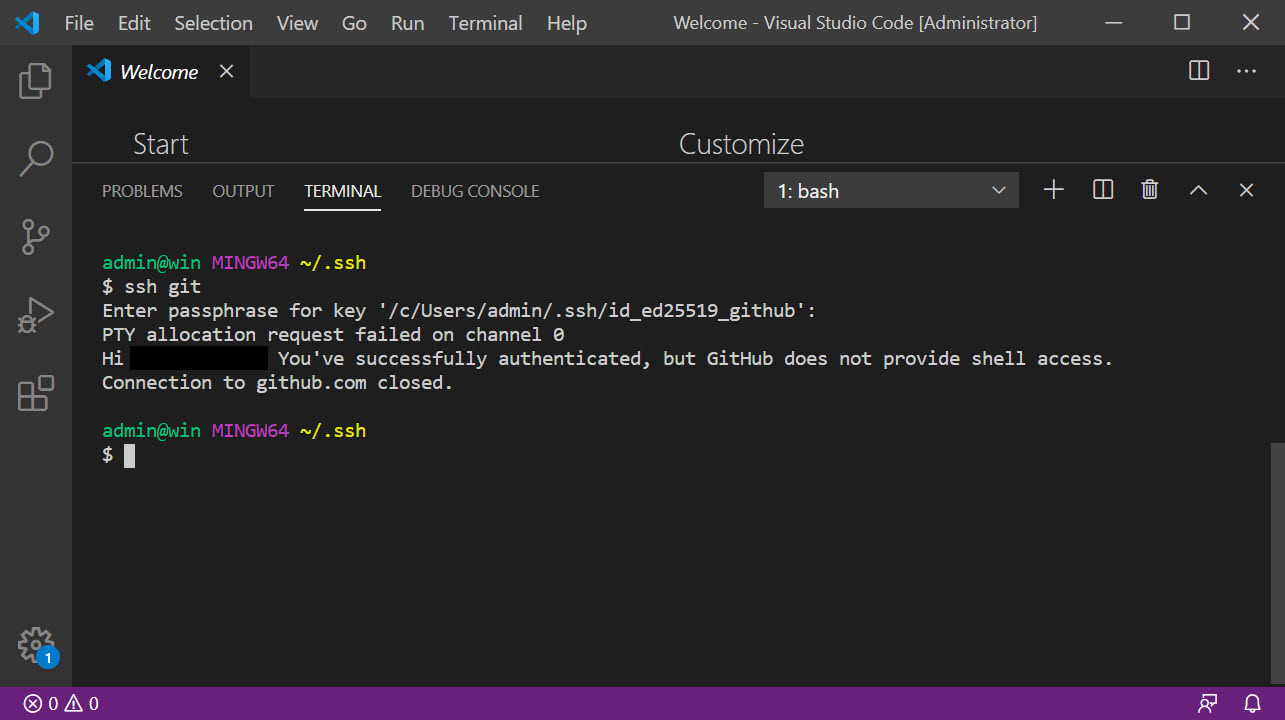 File Edit Selection View Go Run Terminal Help Welcome - Visual Studio Code [Administrator]
Welcome
Start Customize
PROBLEMS OUTPUT TERMINAL DEBUG CONSOLE 1: bash
admin@win MINGW64 ~/.ssh
$ ssh git
Enter passphrase for key '/c/Users/admin/.ssh/id_ed25519_github':
PTY allocation request failed on channel 0
Hi You've successfully authenticated, but GitHub does not provide shell access.
Connection to github.com closed.
admin@win MINGW64 ~/.ssh
$
1
0 0